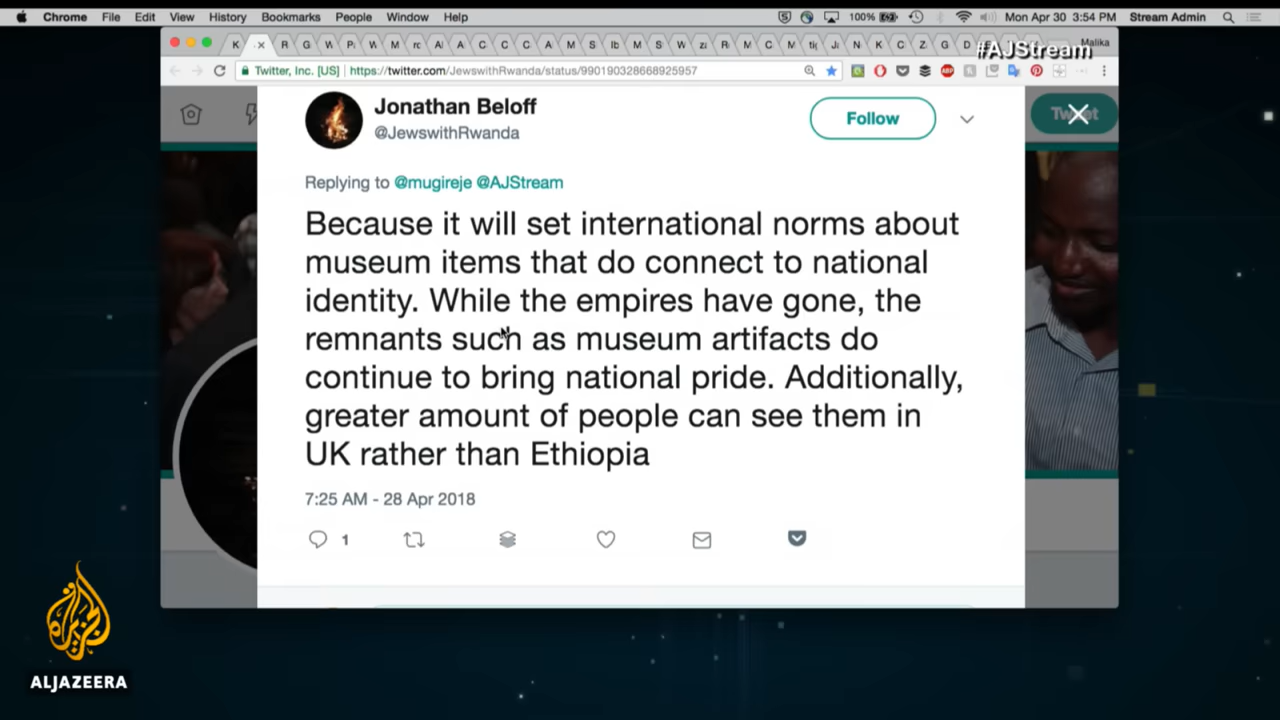 Chrome File Edit View History Bookmarks People Window Help 100% Mon Apr 30 3:54 PM Stream Admin
#AJStream
Malika
Twitter, Inc. [US] https://twitter.com/JewswithRwanda/status/990190328668925957
Jonathan Beloff
@JewswithRwanda
Follow
Tweet
Replying to @mugireje @AJStream
Because it will set international norms about
museum items that do connect to national
identity. While the empires have gone, the
remnants such as museum artifacts do
continue to bring national pride. Additionally,
greater amount of people can see them in
UK rather than Ethiopia
7:25 AM - 28 Apr 2018
1
الجزيرة
ALJAZEERA